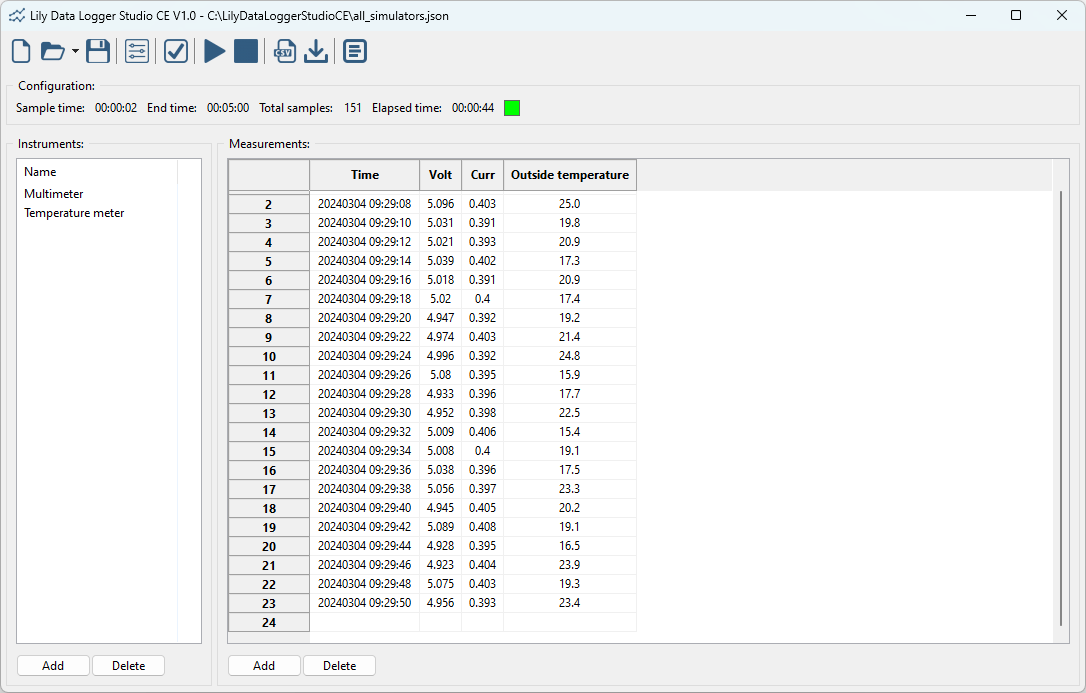 Lily Data Logger Studio CE V1.0 - C:\LilyDataLoggerStudioCE\all_simulators.json
CSV
Configuration:
Sample time: 00:00:02 End time: 00:05:00 Total samples: 151 Elapsed time: 00:00:44
Instruments:
Name
Multimeter
Temperature meter
Add Delete
Measurements:
Time Volt Curr Outside temperature
2 20240304 09:29:08 5.096 0.403 25.0
3 20240304 09:29:10 5.031 0.391 19.8
4 20240304 09:29:12 5.021 0.393 20.9
5 20240304 09:29:14 5.039 0.402 17.3
6 20240304 09:29:16 5.018 0.391 20.9
7 20240304 09:29:18 5.02 0.4 17.4
8 20240304 09:29:20 4.947 0.392 19.2
9 20240304 09:29:22 4.974 0.403 21.4
10 20240304 09:29:24 4.996 0.392 24.8
11 20240304 09:29:26 5.08 0.395 15.9
12 20240304 09:29:28 4.933 0.396 17.7
13 20240304 09:29:30 4.952 0.398 22.5
14 20240304 09:29:32 5.009 0.406 15.4
15 20240304 09:29:34 5.008 0.4 19.1
16 20240304 09:29:36 5.038 0.396 17.5
17 20240304 09:29:38 5.056 0.397 23.3
18 20240304 09:29:40 4.945 0.405 20.2
19 20240304 09:29:42 5.089 0.408 19.1
20 20240304 09:29:44 4.928 0.395 16.5
21 20240304 09:29:46 4.923 0.404 23.9
22 20240304 09:29:48 5.075 0.403 19.3
23 20240304 09:29:50 4.956 0.393 23.4
24
Add Delete